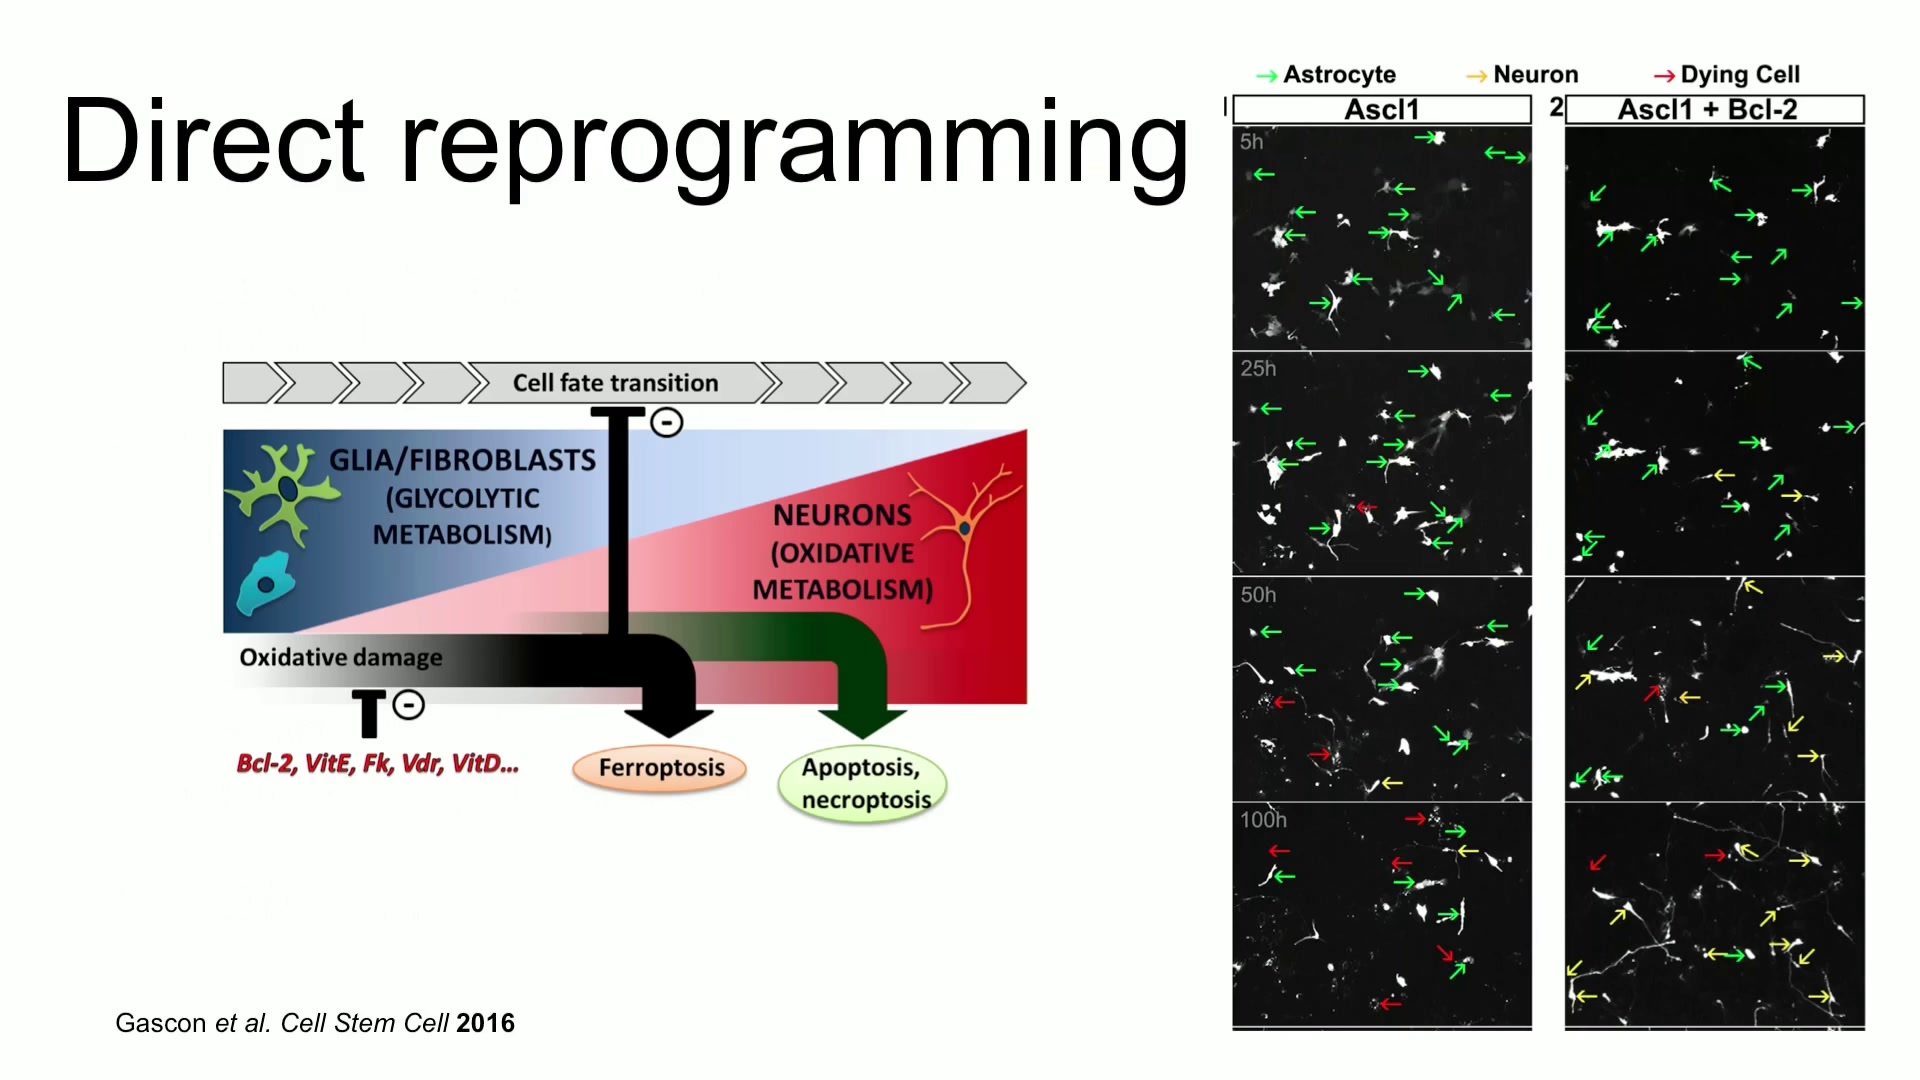 Direct reprogramming
Cell fate transition
-
GLIA/FIBROBLASTS
(GLYCOLYTIC
METABOLISM)
NEURONS
(OXIDATIVE
METABOLISM)
Oxidative damage
-
Bcl-2, VitE, Fk, Vdr, VitD...
Ferroptosis
Apoptosis,
necroptosis
Gascon et al. Cell Stem Cell 2016
→ Astrocyte → Neuron → Dying Cell
Ascl1
2 Ascl1 + Bcl-2
5h
25h
50h
100h